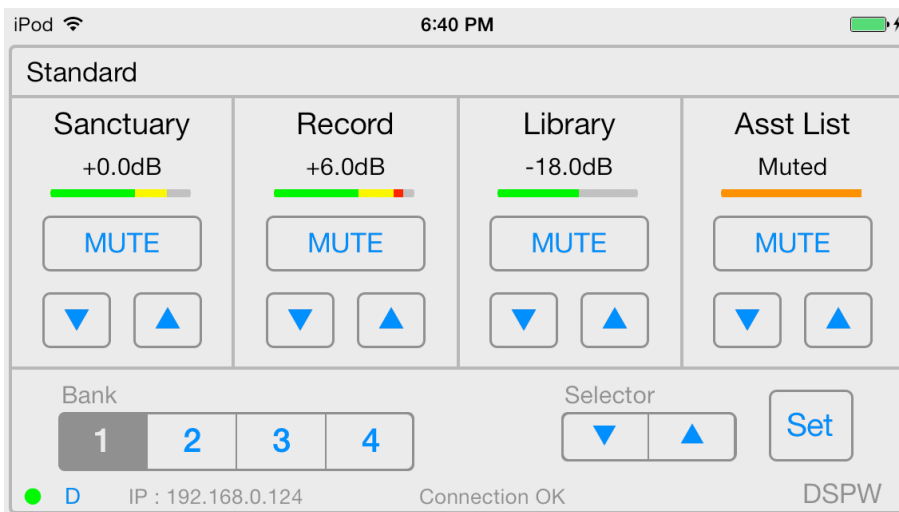 iPod 6:40 PM
Standard
Sanctuary Record Library Asst List
+0.0dB +6.0dB -18.0dB Muted
MUTE MUTE MUTE MUTE
Bank Selector
1 2 3 4 Set
D IP : 192.168.0.124 Connection OK DSPW